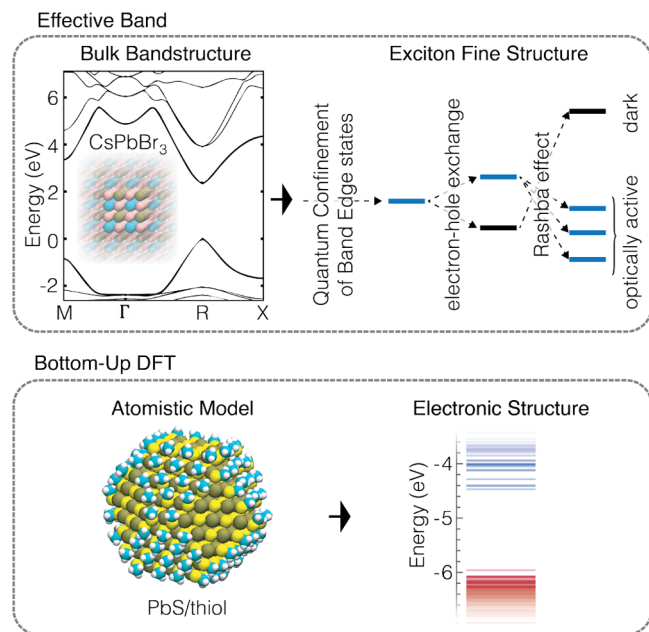 Effective Band
Bulk Bandstructure
Exciton Fine Structure
Energy (eV)
6
4
2
0
-2
M
Γ
R
X
CsPbBr₃
Quantum Confinement
of Band Edge states
electron-hole exchange
Rashba effect
dark
optically active
Bottom-Up DFT
Atomistic Model
Electronic Structure
PbS/thiol
Energy (eV)
-4
-5
-6